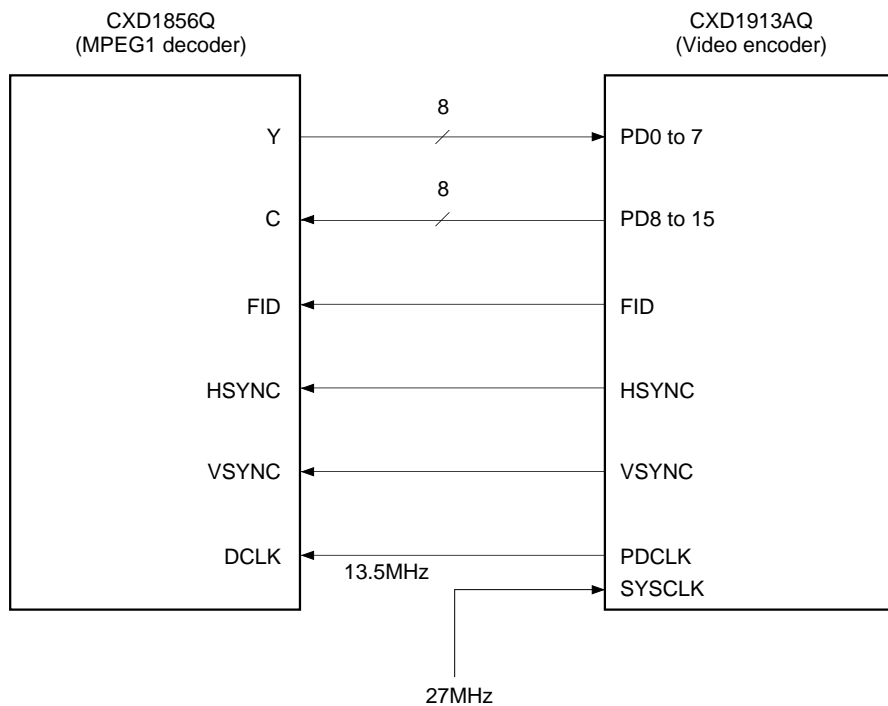 CXD1856Q
(MPEG1 decoder)
CXD1913AQ
(Video encoder)
8
Y
PD0 to 7
8
C
PD8 to 15
FID
FID
HSYNC
HSYNC
VSYNC
VSYNC
DCLK
PDCLK
13.5MHz
SYSCLK
27MHz